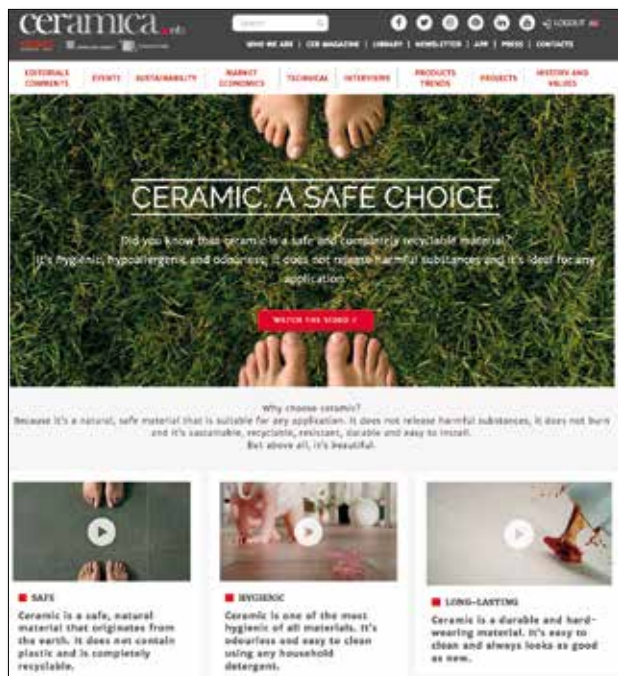 ceramica.info
Search
LOGOUT
WHO WE ARE | CER MAGAZINE | LIBRARY | NEWSLETTER | APP | PRESS | CONTACTS
EDITORIALS COMMENTS
EVENTS
SUSTAINABILITY
MARKET ECONOMICS
TECHNICAL
INTERVIEWS
PRODUCTS TRENDS
PROJECTS
HISTORY AND VALUES
CERAMIC. A SAFE CHOICE.
Did you know that ceramic is a safe and completely recyclable material?
It's hygienic, hypoallergenic and odourless; it does not release harmful substances and it's ideal for any
application.
WATCH THE VIDEO >
Why choose ceramic?
Because it's a natural, safe material that is suitable for any application. It does not release harmful substances, it does not burn
and it's sustainable, recyclable, resistant, durable and easy to install.
But above all, it's beautiful.
SAFE
Ceramic is a safe, natural
material that originates from
the earth. It does not contain
plastic and is completely
recyclable.
HYGIENIC
Ceramic is one of the most
hygienic of all materials. It's
odourless and easy to clean
using any household
detergent.
LONG-LASTING
Ceramic is a durable and hard-
wearing material. It's easy to
clean and always looks as good
as new.